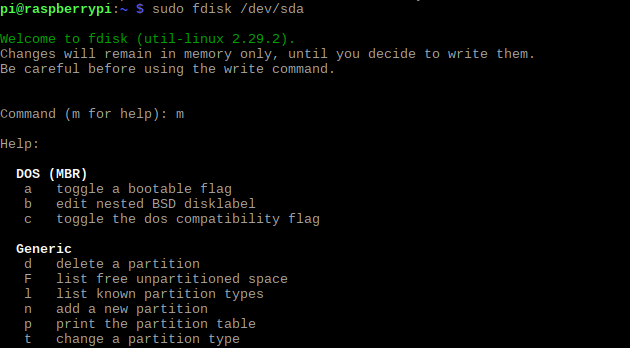 pi@raspberrypi:~ $ sudo fdisk /dev/sda
Welcome to fdisk (util-linux 2.29.2).
Changes will remain in memory only, until you decide to write them.
Be careful before using the write command.
Command (m for help): m
Help:
DOS (MBR)
a toggle a bootable flag
b edit nested BSD disklabel
c toggle the dos compatibility flag
Generic
d delete a partition
F list free unpartitioned space
l list known partition types
n add a new partition
p print the partition table
t change a partition type